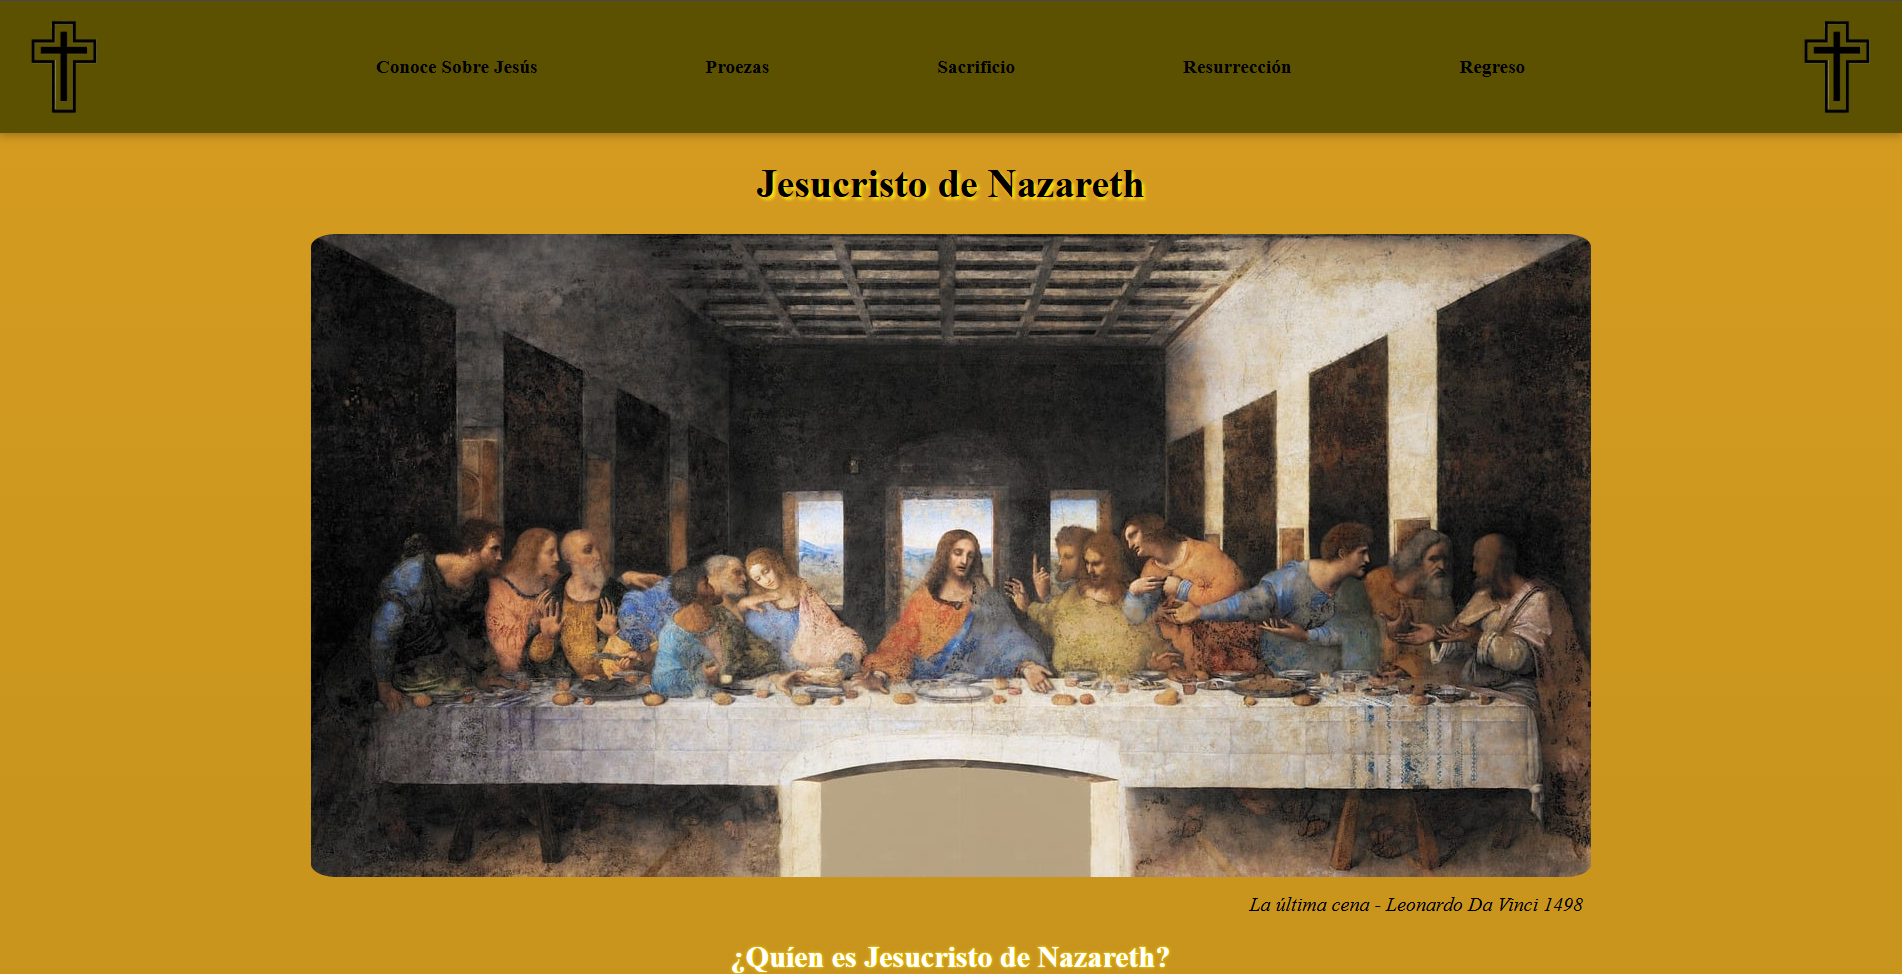 Conoce Sobre Jesús
Proezas
Sacrificio
Resurrección
Regreso
Jesucristo de Nazareth
La última cena - Leonardo Da Vinci 1498
¿Quíen es Jesucristo de Nazareth?